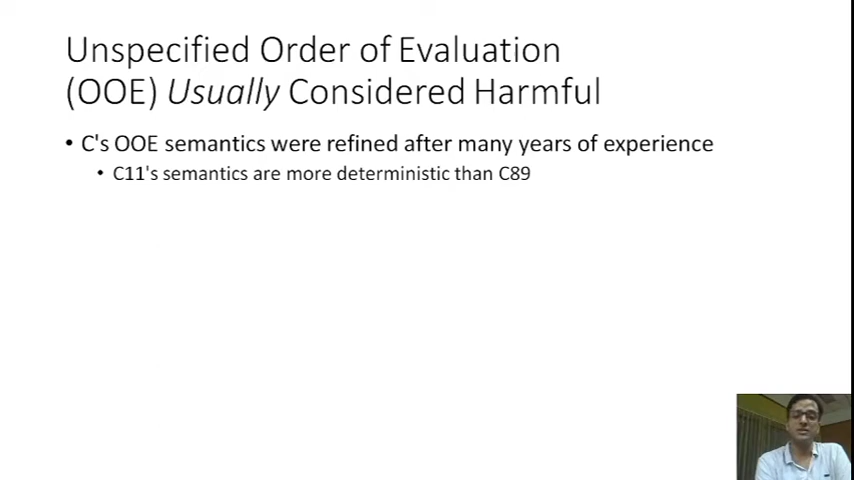 Unspecified Order of Evaluation
(OOE) Usually Considered Harmful
• C's OOE semantics were refined after many years of experience
• C11's semantics are more deterministic than C89